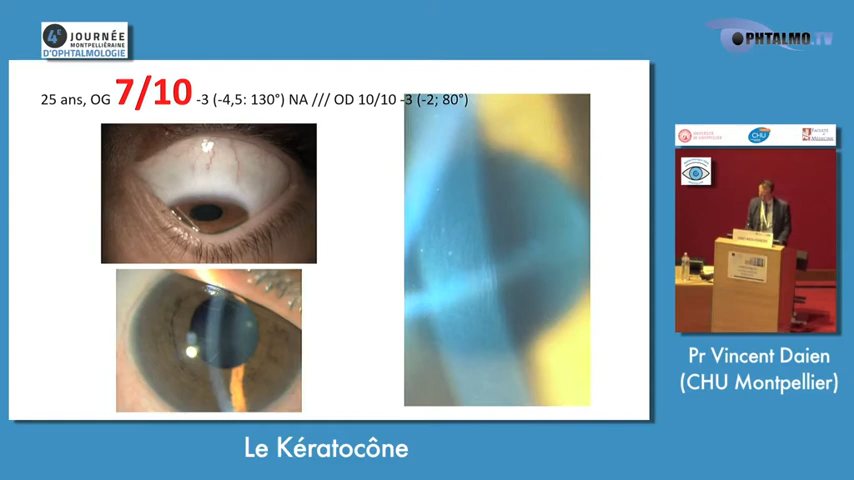 4E JOURNÉE
MONTPELLIÉRAINE
D'OPHTALMOLOGIE
OPHTALMO.TV
25 ans, OG 7/10 -3 (-4,5: 130°) NA /// OD 10/10 -3 (-2; 80°)
CHU
Pr Vincent Daien
(CHU Montpellier)
Le Kératocône